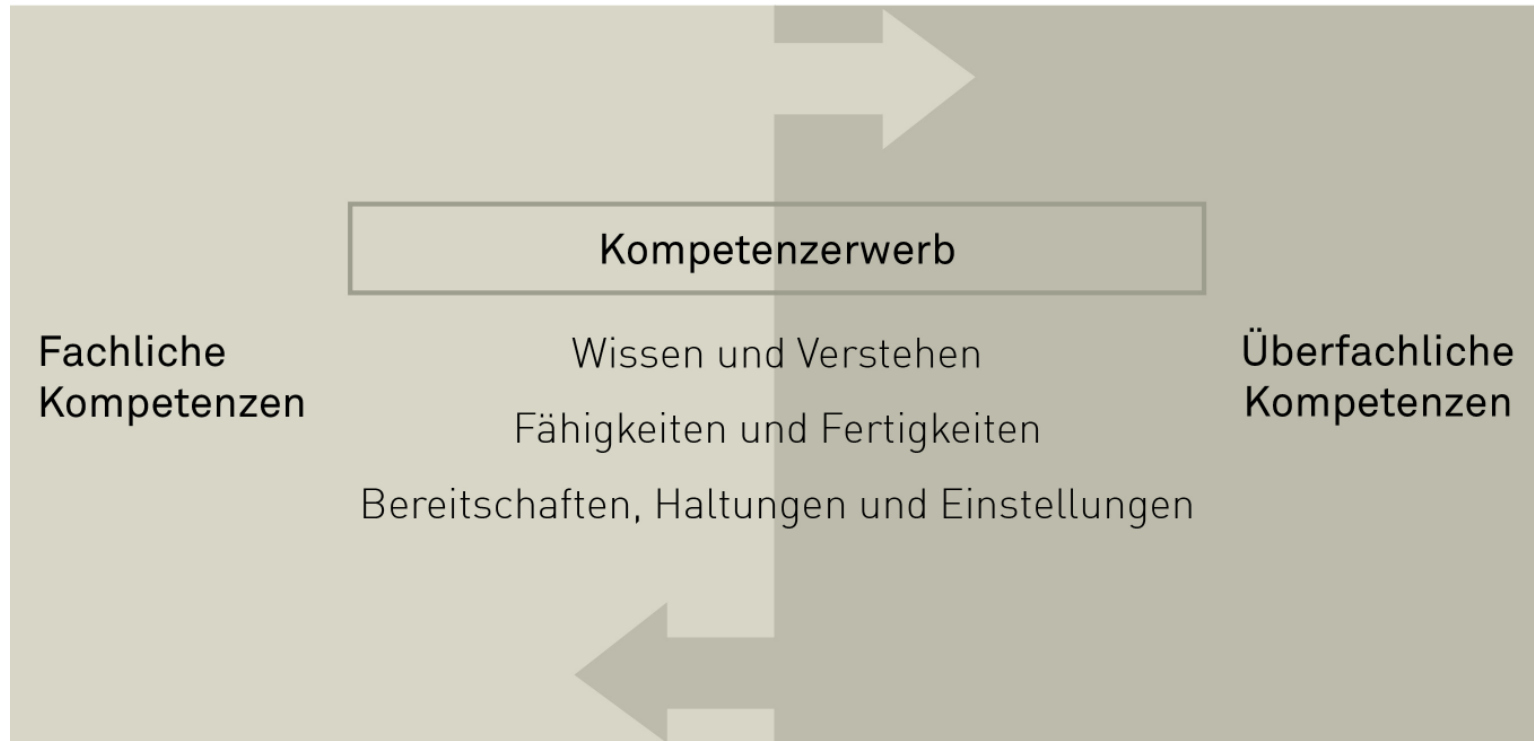 Kompetenzerwerb
Fachliche
Kompetenzen
Wissen und Verstehen
Fähigkeiten und Fertigkeiten
Bereitschaften, Haltungen und Einstellungen
Überfachliche
Kompetenzen